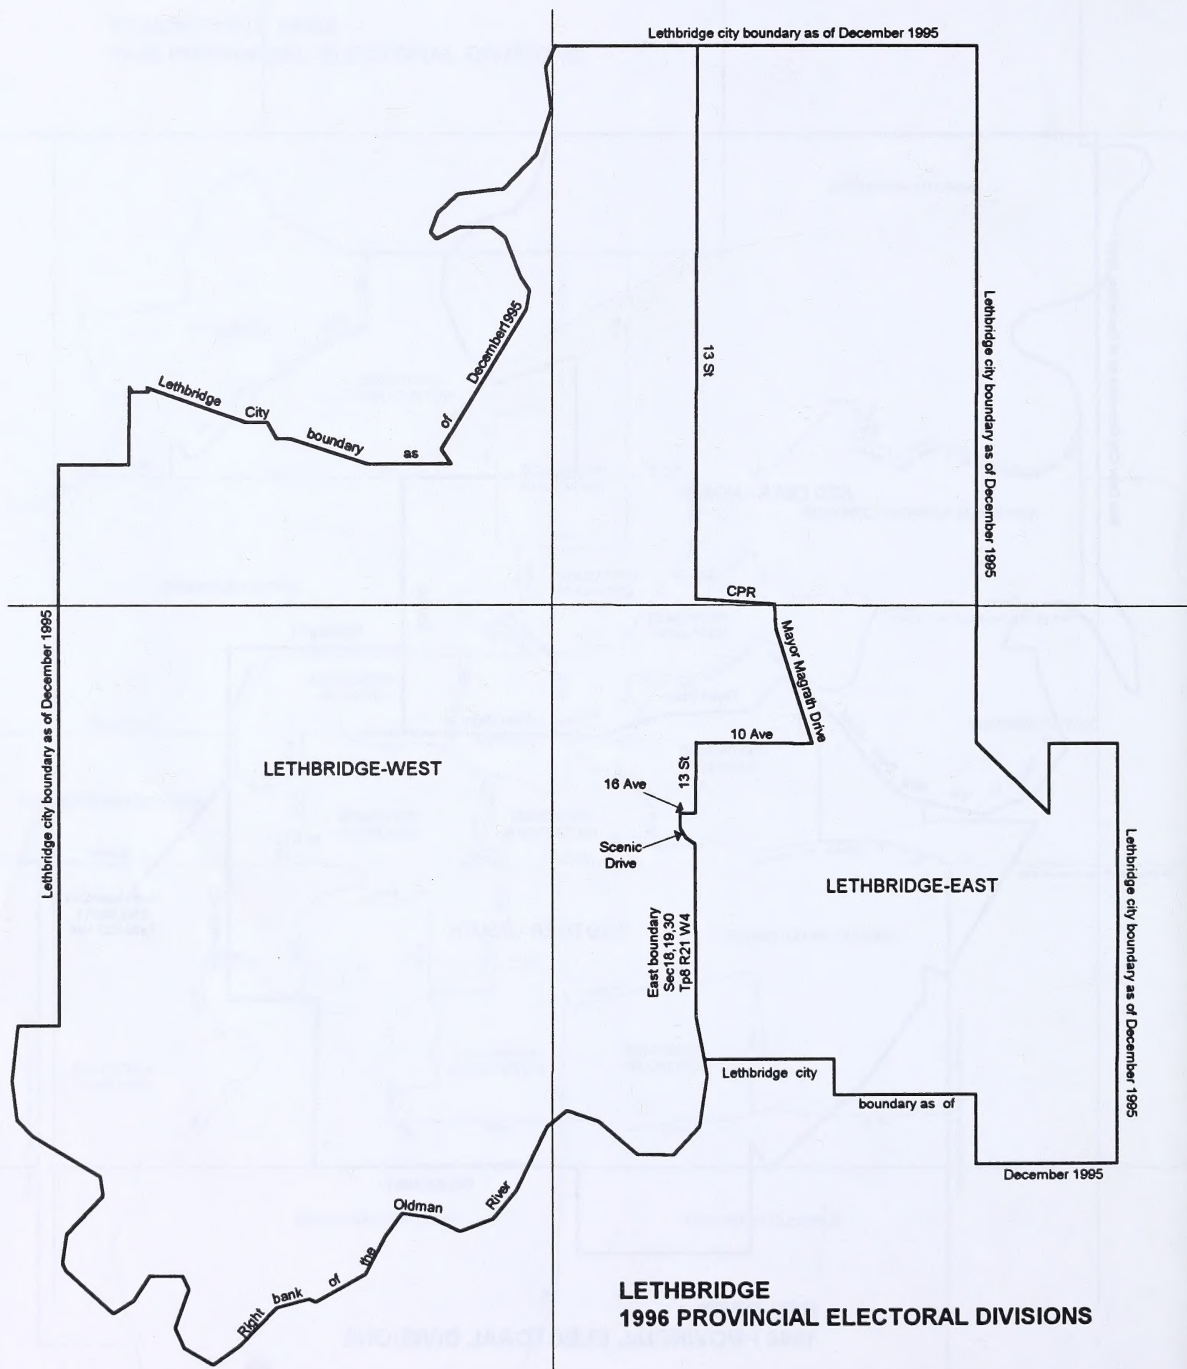 Lethbridge city boundary as of December 1995
Lethbridge city boundary as of December 1995
13 St
Lethbridge City boundary as of December1995
CPR
Mayor Magrath Drive
10 Ave
13 St
16 Ave
Scenic
Drive
LETHBRIDGE-WEST
LETHBRIDGE-EAST
Lethbridge city boundary as of December 1995
Lethbridge city boundary as of December 1995
East boundary
Sec18,19,30
Tp8 R21 W4
Lethbridge city
boundary as of
December 1995
Right bank of the Oldman River
LETHBRIDGE
1996 PROVINCIAL ELECTORAL DIVISIONS